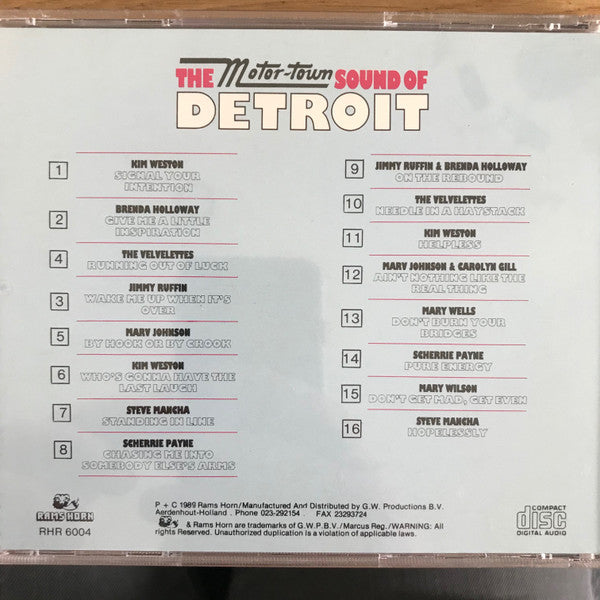 THE Motor-town SOUND OF
DETROIT
1 KIM WESTON
SIGNAL YOUR
INTENTION
2 BRENDA HOLLOWAY
GIVE ME A LITTLE
INSPIRATION
4 THE VELVELETTES
RUNNING OUT OF LUCK
3 JIMMY RUFFIN
WAKE ME UP WHEN IT'S
OVER
5 MARV JOHNSON
BY HOOK OR BY CROOK
6 KIM WESTON
WHO'S GONNA HAVE THE
LAST LAUGH
7 STEVE MANCHA
STANDING IN LINE
8 SCHERRIE PAYNE
CHASING ME INTO
SOMEBODY ELSE'S ARMS
9 JIMMY RUFFIN & BRENDA HOLLOWAY
ON THE REBOUND
10 THE VELVELETTES
NEEDLE IN A HAYSTACK
11 KIM WESTON
HELPLESS
12 MARV JOHNSON & CAROLYN GILL
AIN'T NOTHING LIKE THE
REAL THING
13 MARY WELLS
DON'T BURN YOUR
BRIDGES
14 SCHERRIE PAYNE
PURE ENERGY
15 MARY WILSON
DON'T GET MAD, GET EVEN
16 STEVE MANCHA
HOPELESSLY
RAMS HORN
RHR 6004
P + C 1989 Rams Horn/Manufactured And Distributed by G.W. Productions B.V.
Aerdenhout-Holland . Phone 023-292154 . FAX 23293724
& Rams Horn are trademarks of G.W.P.B.V./Marcus Reg./WARNING: All
rights Reserved. Unauthorized duplication is a violation of applicable laws.
COMPACT
disc
DIGITAL AUDIO